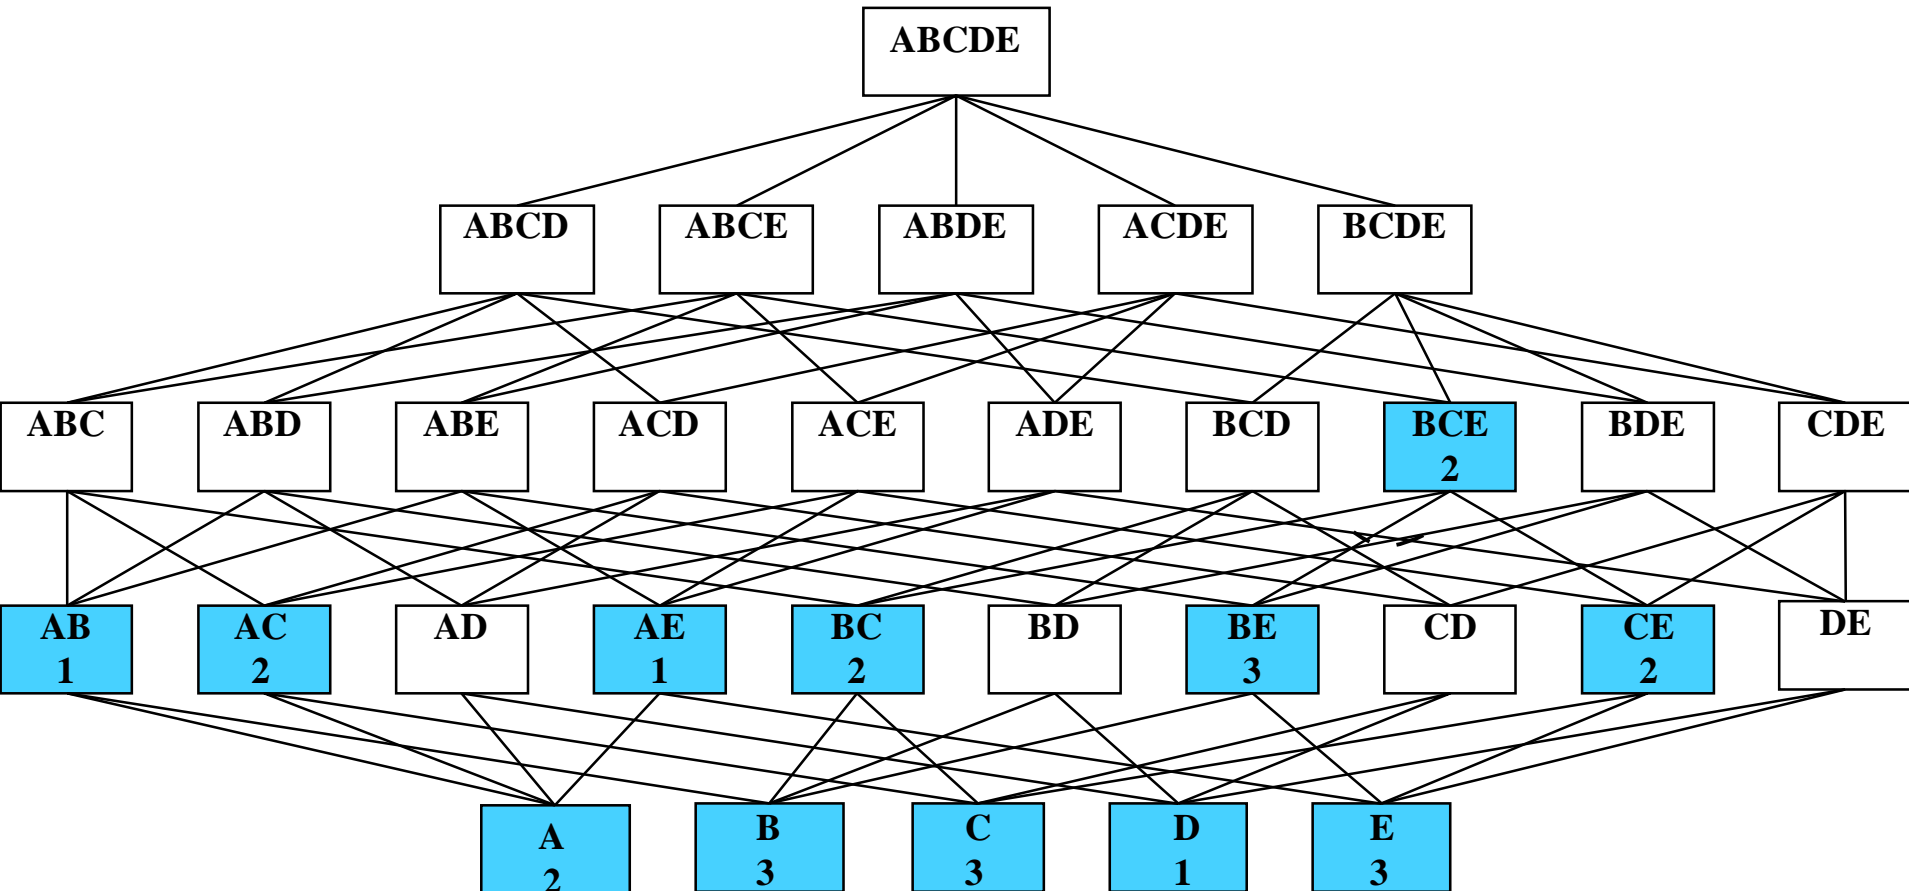 ABCDE
ABCD ABCE ABDE ACDE BCDE
ABC ABD ABE ACD ACE ADE BCD BCE BDE CDE
2
AB AC AD AE BC BD BE CD CE DE
1 2 1 2 3 2
A B C D E
2 3 3 1 3